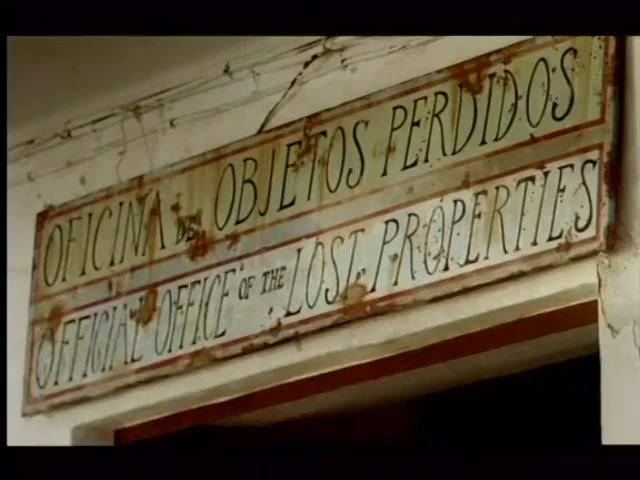 OFICINA DE OBJETOS PERDIDOS
OFFICIAL OFFICE OF THE LOST PROPERTIES